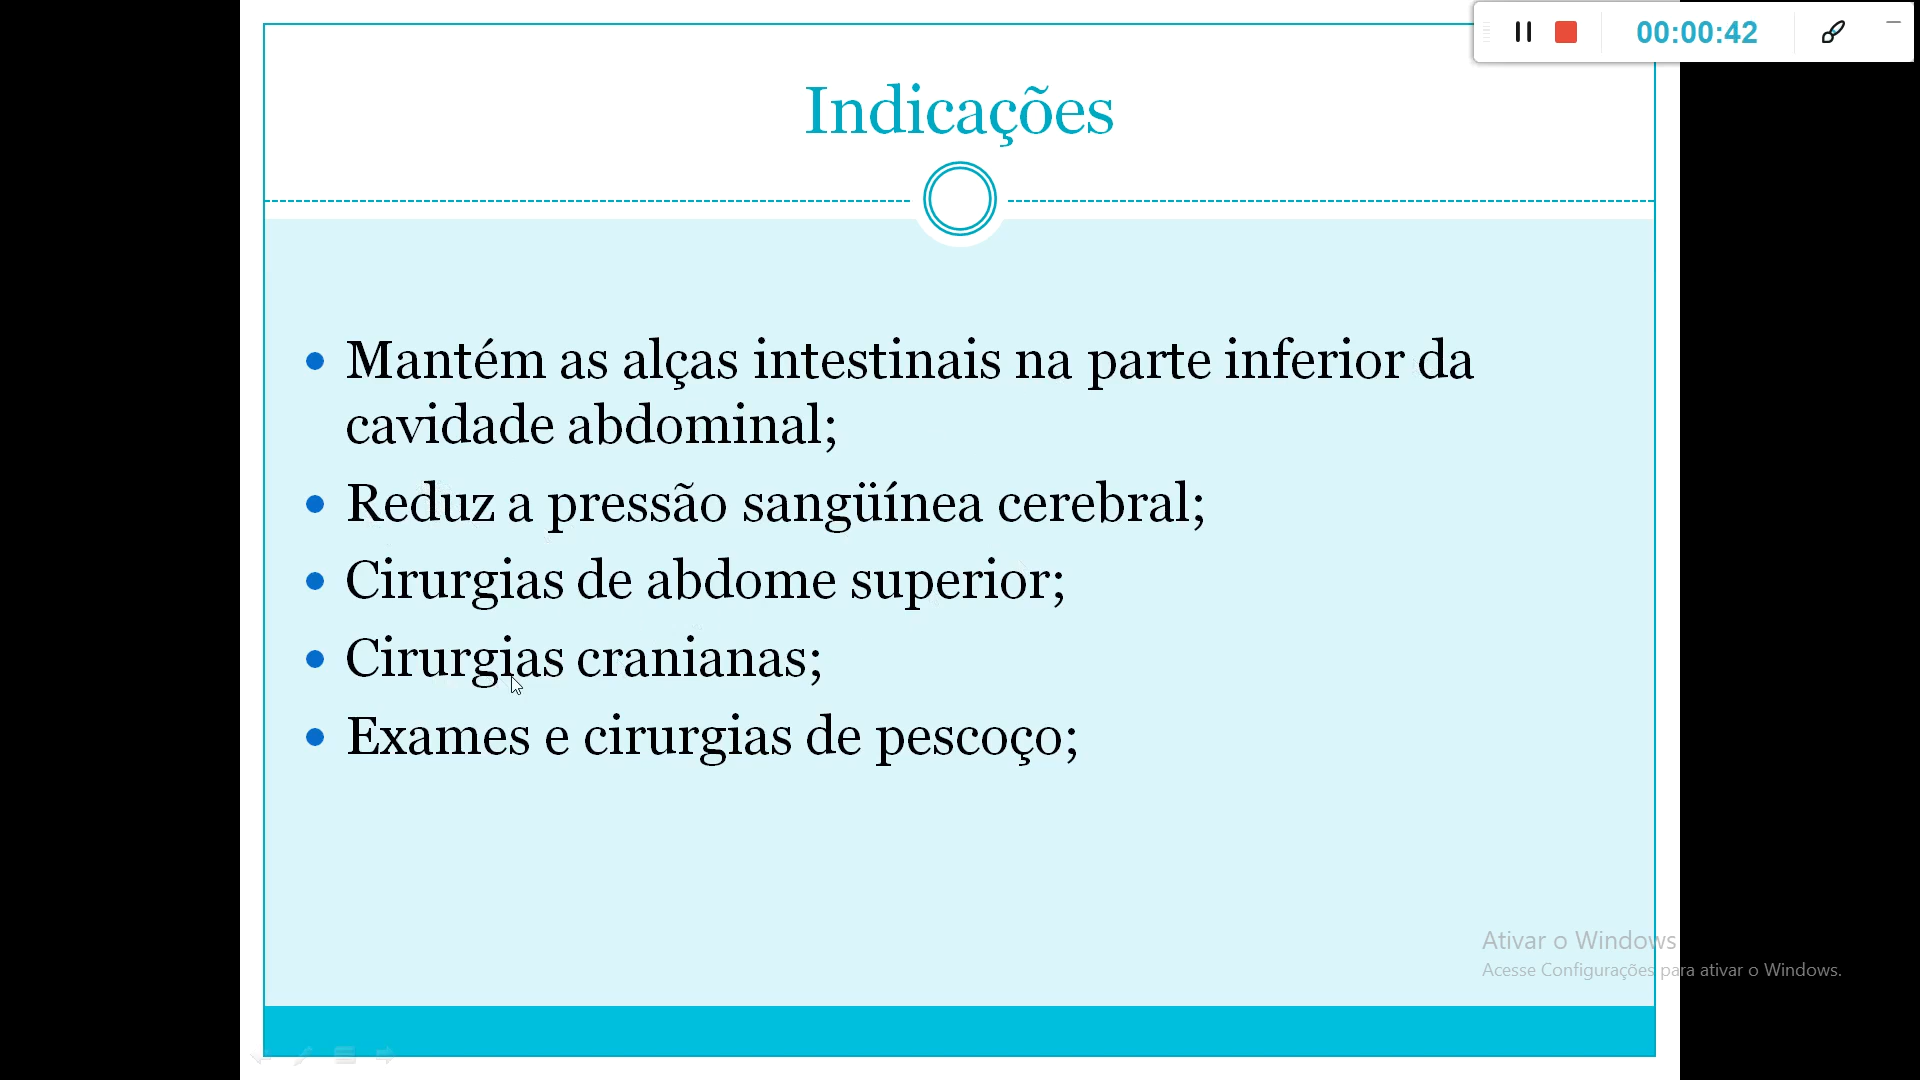 00:00:42
Indicações
Mantém as alças intestinais na parte inferior da
cavidade abdominal;
Reduz a pressão sangüínea cerebral;
Cirurgias de abdome superior;
Cirurgias cranianas;
Exames e cirurgias de pescoço;
Ativar o Windows
Acesse Configurações para ativar o Windows.